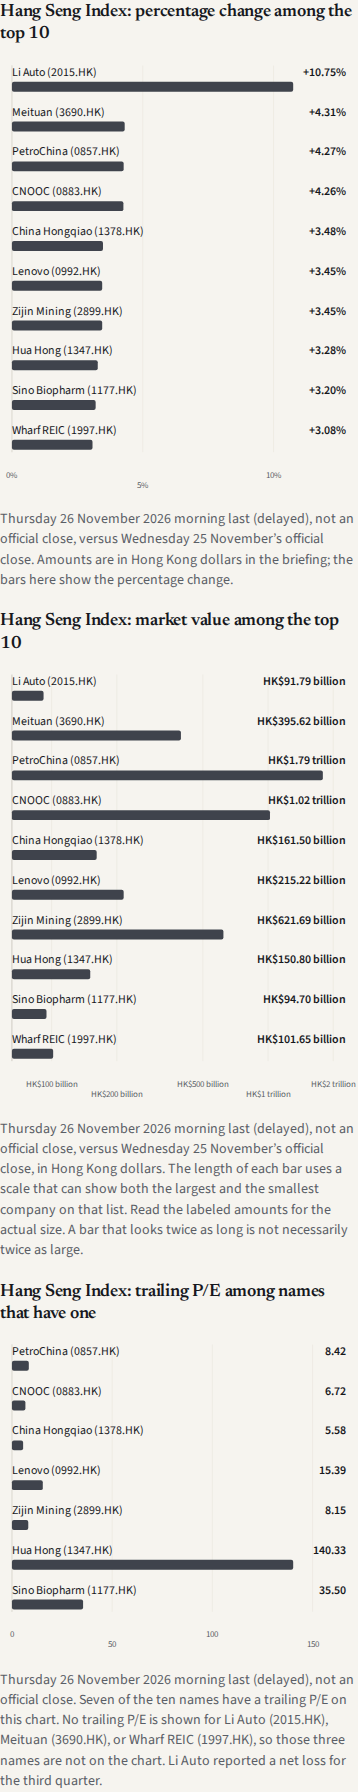 Hang Seng Index: percentage change among the
top 10
Li Auto (2015.HK) +10.75%
Meituan (3690.HK) +4.31%
PetroChina (0857.HK) +4.27%
CNOOC (0883.HK) +4.26%
China Hongqiao (1378.HK) +3.48%
Lenovo (0992.HK) +3.45%
Zijin Mining (2899.HK) +3.45%
Hua Hong (1347.HK) +3.28%
Sino Biopharm (1177.HK) +3.20%
Wharf REIC (1997.HK) +3.08%
0% 5% 10%
Thursday 26 November 2026 morning last (delayed), not an
official close, versus Wednesday 25 November’s official
close. Amounts are in Hong Kong dollars in the briefing; the
bars here show the percentage change.
Hang Seng Index: market value among the top
10
Li Auto (2015.HK) HK$91.79 billion
Meituan (3690.HK) HK$395.62 billion
PetroChina (0857.HK) HK$1.79 trillion
CNOOC (0883.HK) HK$1.02 trillion
China Hongqiao (1378.HK) HK$161.50 billion
Lenovo (0992.HK) HK$215.22 billion
Zijin Mining (2899.HK) HK$621.69 billion
Hua Hong (1347.HK) HK$150.80 billion
Sino Biopharm (1177.HK) HK$94.70 billion
Wharf REIC (1997.HK) HK$101.65 billion
HK$100 billion HK$200 billion HK$500 billion HK$1 trillion HK$2 trillion
Thursday 26 November 2026 morning last (delayed), not an
official close, versus Wednesday 25 November’s official
close, in Hong Kong dollars. The length of each bar uses a
scale that can show both the largest and the smallest
company on that list. Read the labeled amounts for the
actual size. A bar that looks twice as long is not necessarily
twice as large.
Hang Seng Index: trailing P/E among names
that have one
PetroChina (0857.HK) 8.42
CNOOC (0883.HK) 6.72
China Hongqiao (1378.HK) 5.58
Lenovo (0992.HK) 15.39
Zijin Mining (2899.HK) 8.15
Hua Hong (1347.HK) 140.33
Sino Biopharm (1177.HK) 35.50
0 50 100 150
Thursday 26 November 2026 morning last (delayed), not an
official close. Seven of the ten names have a trailing P/E on
this chart. No trailing P/E is shown for Li Auto (2015.HK),
Meituan (3690.HK), or Wharf REIC (1997.HK), so those three
names are not on the chart. Li Auto reported a net loss for
the third quarter.